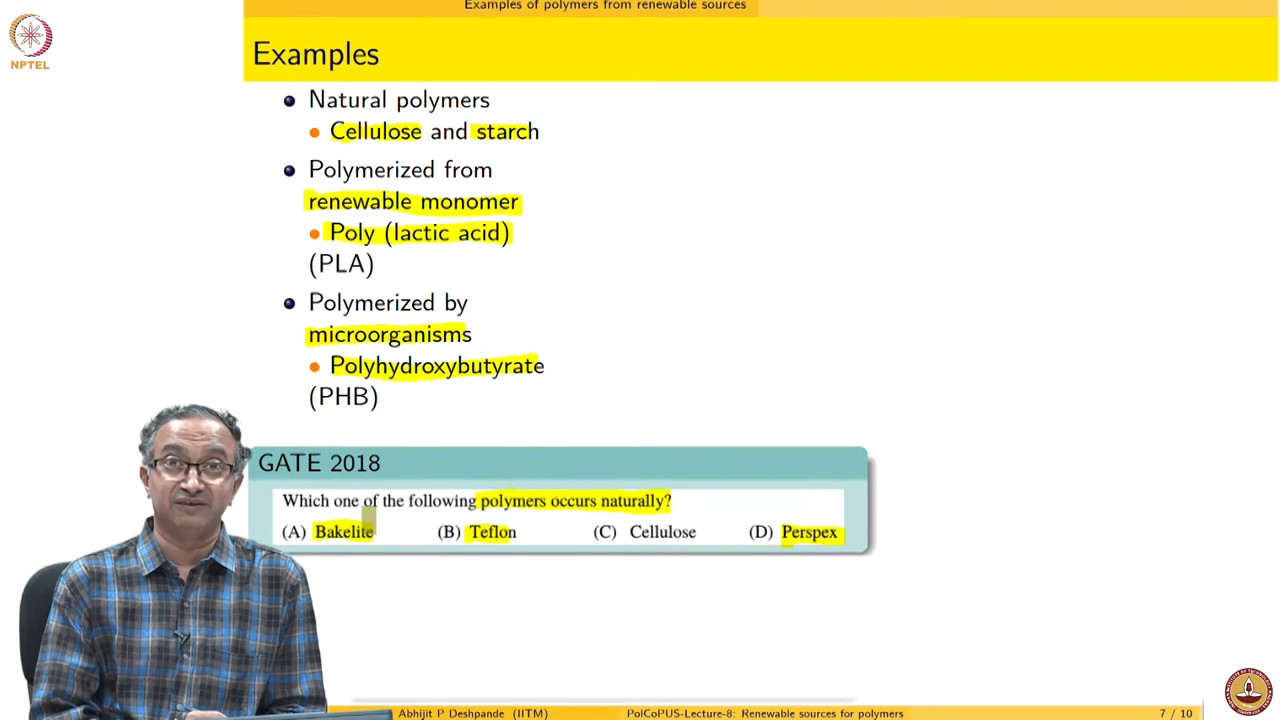 Examples of polymers from renewable sources
NPTEL
Examples
Natural polymers
Cellulose and starch
Polymerized from
renewable monomer
Poly (lactic acid)
(PLA)
Polymerized by
microorganisms
Polyhydroxybutyrate
(PHB)
GATE 2018
Which one of the following polymers occurs naturally?
(A) Bakelite (B) Teflon (C) Cellulose (D) Perspex
Abhijit P Deshpande (IITM) PolCoPUS-Lecture-8: Renewable sources for polymers 7 / 10